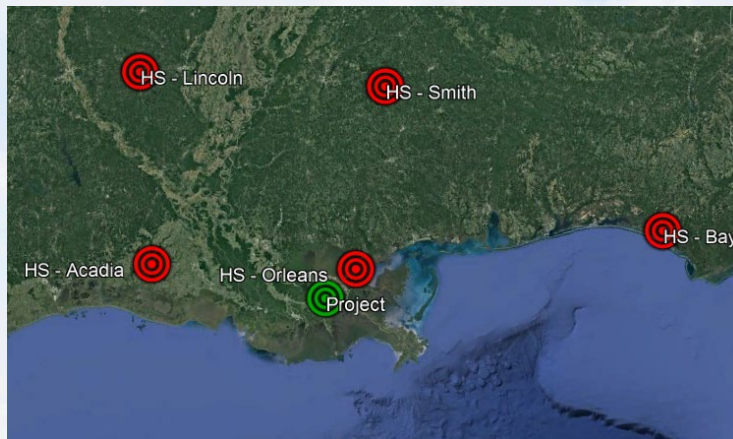 HS - Lincoln
HS - Smith
HS - Bay
HS - Acadia
HS - Orleans
Project